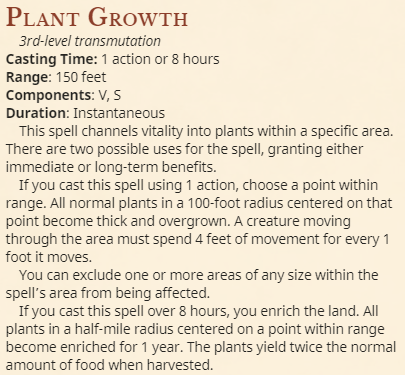 Plant Growth
3rd-level transmutation
Casting Time: 1 action or 8 hours
Range: 150 feet
Components: V, S
Duration: Instantaneous
This spell channels vitality into plants within a specific area.
There are two possible uses for the spell, granting either
immediate or long-term benefits.
If you cast this spell using 1 action, choose a point within
range. All normal plants in a 100-foot radius centered on that
point become thick and overgrown. A creature moving
through the area must spend 4 feet of movement for every 1
foot it moves.
You can exclude one or more areas of any size within the
spell's area from being affected.
If you cast this spell over 8 hours, you enrich the land. All
plants in a half-mile radius centered on a point within range
become enriched for 1 year. The plants yield twice the normal
amount of food when harvested.